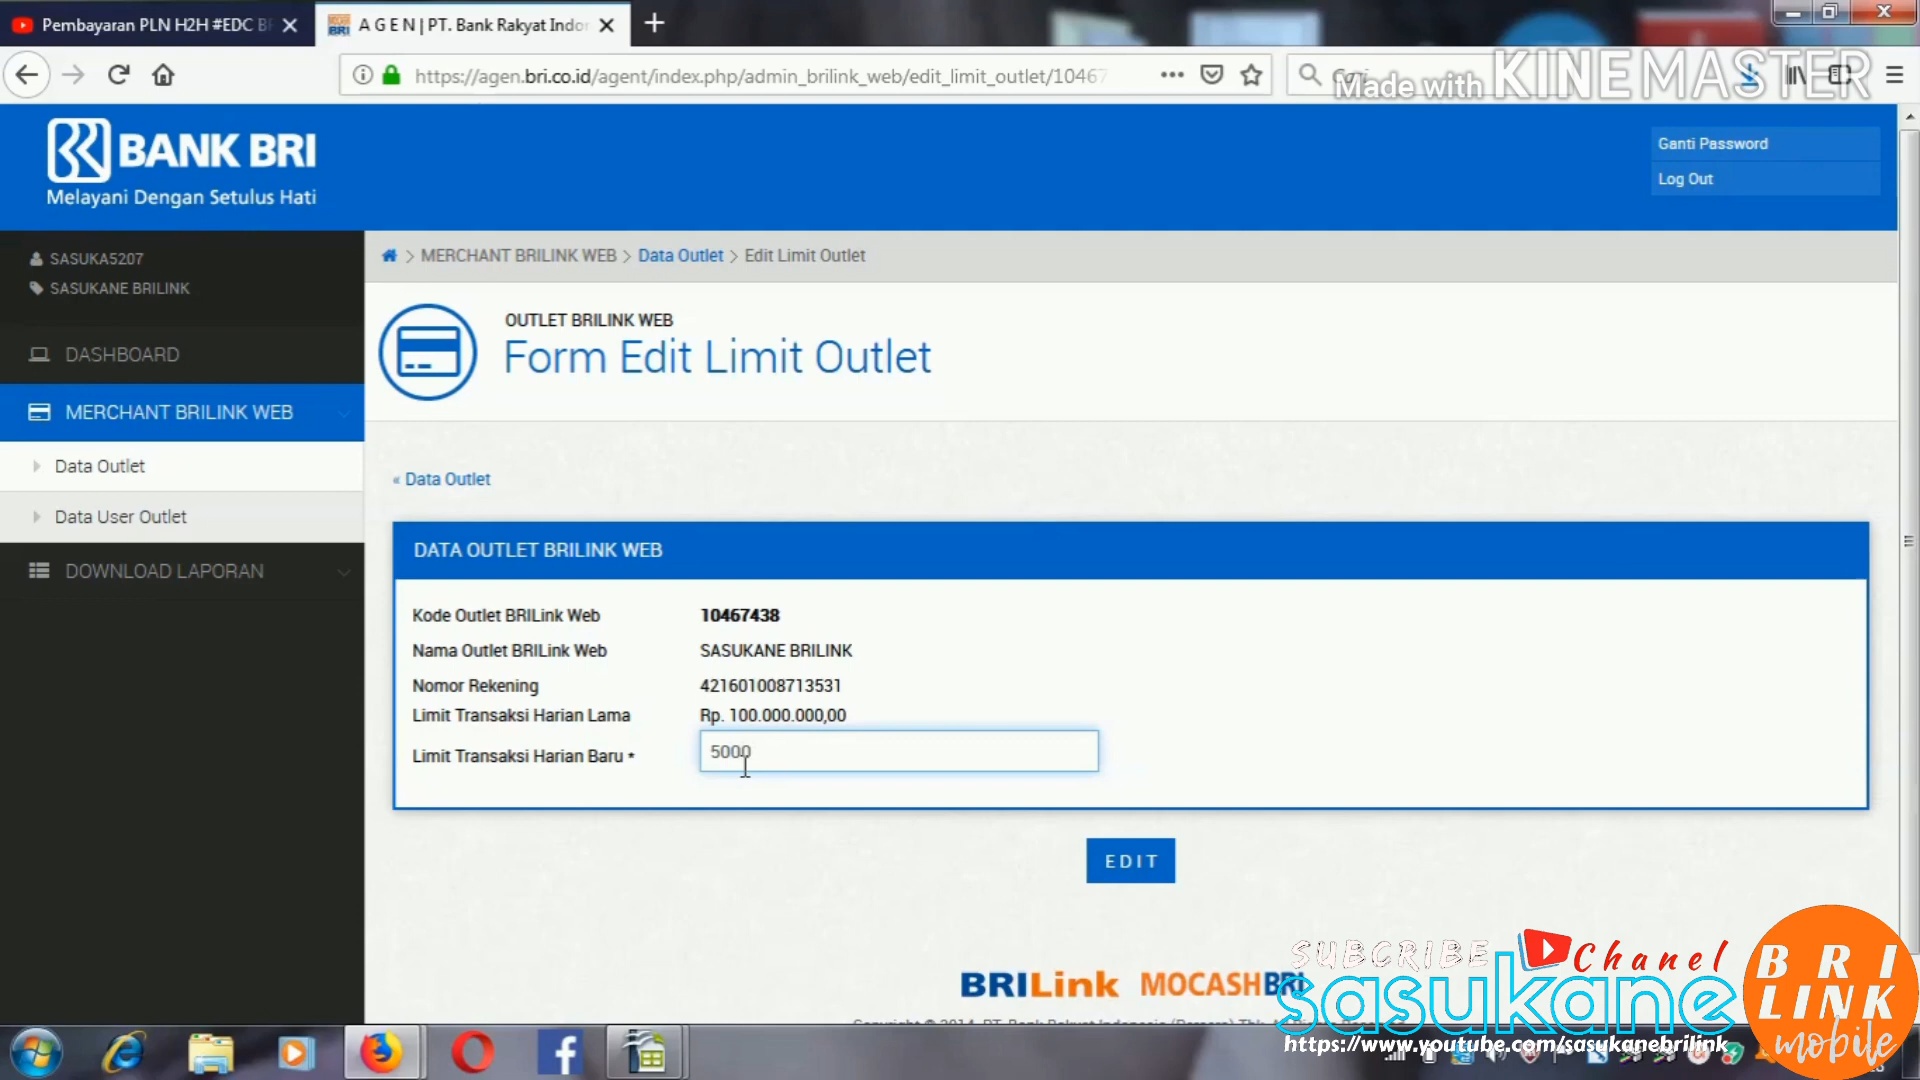 Pembayaran PLN H2H #EDC BR
A G E N | PT. Bank Rakyat Indon
https://agen.bri.co.id/agent/index.php/admin_brilink_web/edit_limit_outlet/10467
Cari
Made with KINEMASTER
BANK BRI
Melayani Dengan Setulus Hati
Ganti Password
Log Out
SASUKA5207
SASUKANE BRILINK
DASHBOARD
MERCHANT BRILINK WEB
Data Outlet
Data User Outlet
DOWNLOAD LAPORAN
> MERCHANT BRILINK WEB > Data Outlet > Edit Limit Outlet
OUTLET BRILINK WEB
Form Edit Limit Outlet
« Data Outlet
DATA OUTLET BRILINK WEB
Kode Outlet BRILink Web 10467438
Nama Outlet BRILink Web SASUKANE BRILINK
Nomor Rekening 421601008713531
Limit Transaksi Harian Lama Rp. 100.000.000,00
Limit Transaksi Harian Baru * 5000
EDIT
BRILink MOCASHBRI
SUBCRIBE Chanel
sasukane
https://www.youtube.com/sasukanebrilink
BRI
LINK
mobile